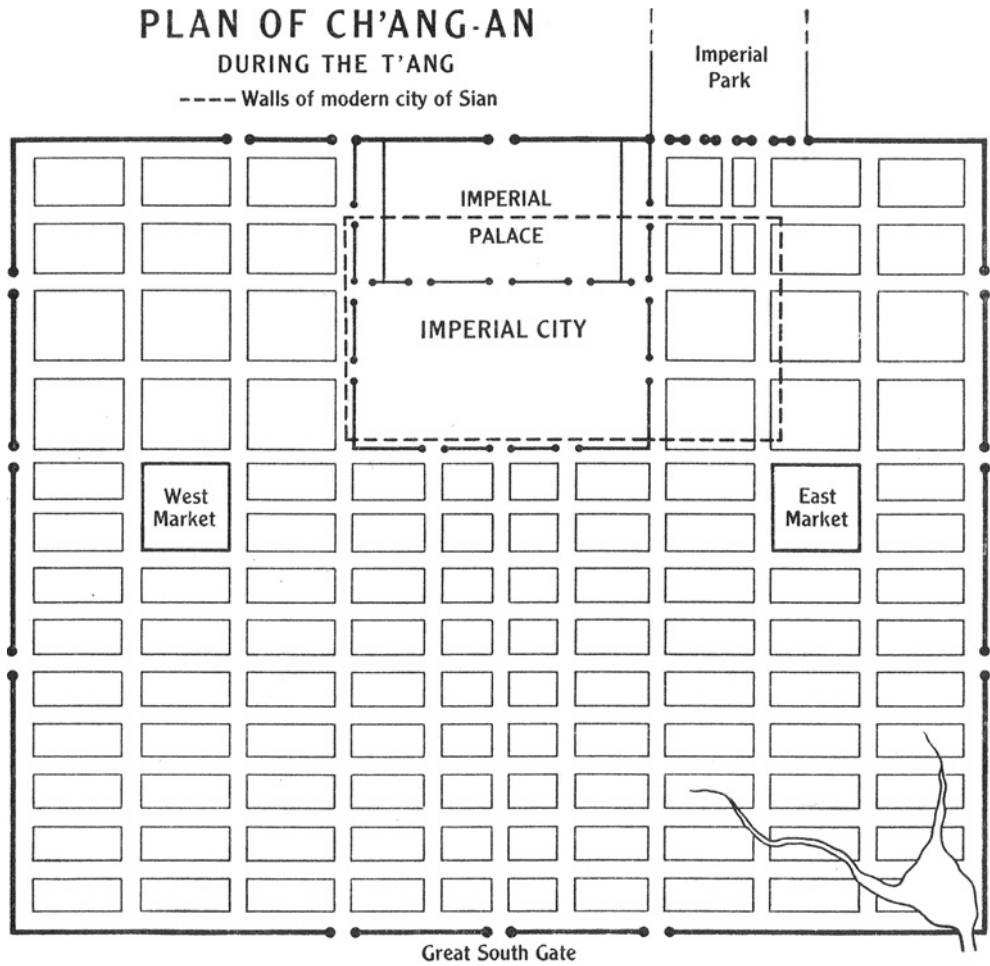 PLAN OF CH'ANG-AN
DURING THE T'ANG
Walls of modern city of Sian
Imperial
Park
IMPERIAL
PALACE
IMPERIAL CITY
West
Market
East
Market
Great South Gate